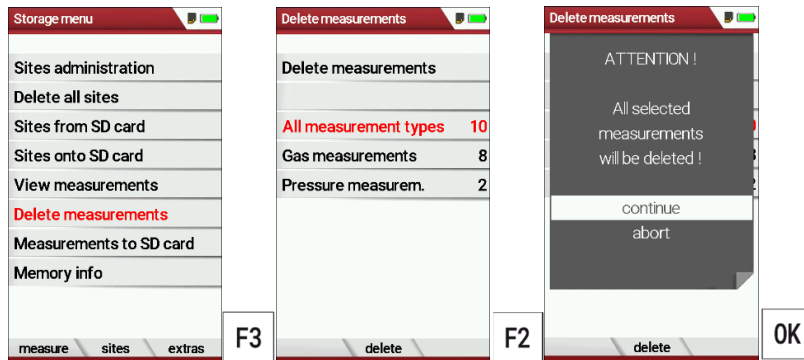 Storage menu
Sites administration
Delete all sites
Sites from SD card
Sites onto SD card
View measurements
Delete measurements
Measurements to SD card
Memory info
measure sites extras
F3
Delete measurements
Delete measurements
All measurement types 10
Gas measurements 8
Pressure measurem. 2
delete
F2
Delete measurements
ATTENTION !
All selected
measurements
will be deleted !
continue
abort
delete
OK